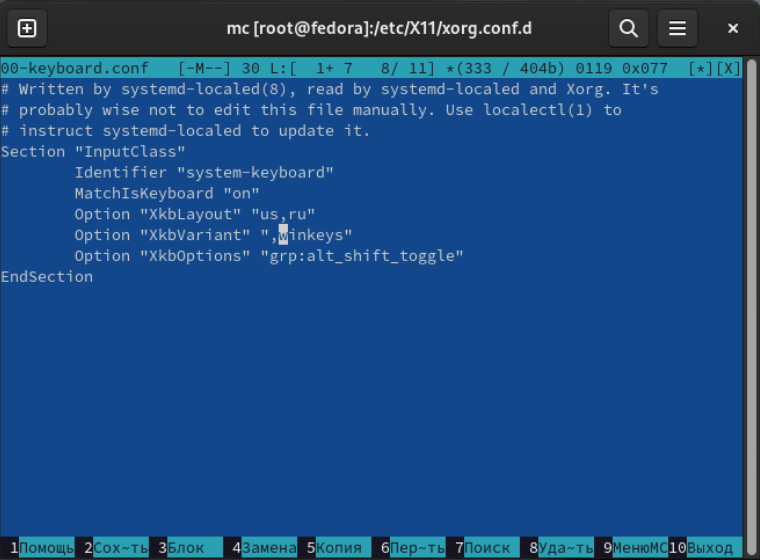 mc [root@fedora]:/etc/X11/xorg.conf.d
00-keyboard.conf [-M--] 30 L:[ 1+ 7 8/ 11] *(333 / 404b) 0119 0x077 [*][X]
# Written by systemd-localed(8), read by systemd-localed and Xorg. It's
# probably wise not to edit this file manually. Use localectl(1) to
# instruct systemd-localed to update it.
Section "InputClass"
Identifier "system-keyboard"
MatchIsKeyboard "on"
Option "XkbLayout" "us,ru"
Option "XkbVariant" ",winkeys"
Option "XkbOptions" "grp:alt_shift_toggle"
EndSection
1Помощь 2Сох~ть 3Блок 4Замена 5Копия 6Пер~ть 7Поиск 8Уда~ть 9МенюМС10Выход